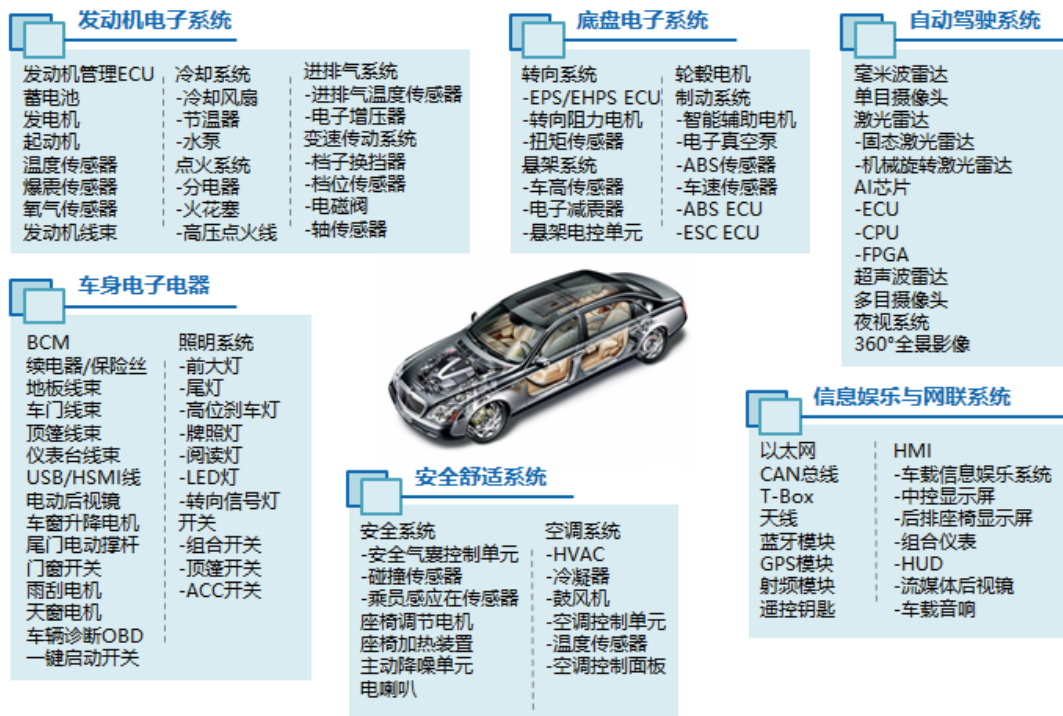 发动机电子系统
发动机管理ECU
蓄电池
发电机
起动机
温度传感器
爆震传感器
氧气传感器
发动机线束
冷却系统
-冷却风扇
-节温器
-水泵
点火系统
-分电器
-火花塞
-高压点火线
进排气系统
-进排气温度传感器
-电子增压器
变速传动系统
-档子换挡器
-档位传感器
-电磁阀
-轴传感器
底盘电子系统
转向系统
-EPS/EHPS ECU
-转向阻力电机
-扭矩传感器
悬架系统
-车高传感器
-电子减震器
-悬架电控单元
轮毂电机
制动系统
-智能辅助电机
-电子真空泵
-ABS传感器
-车速传感器
-ABS ECU
-ESC ECU
自动驾驶系统
毫米波雷达
单目摄像头
激光雷达
-固态激光雷达
-机械旋转激光雷达
AI芯片
-ECU
-CPU
-FPGA
超声波雷达
多目摄像头
夜视系统
360°全景影像
车身电子电器
BCM
续电器/保险丝
地板线束
车门线束
顶篷线束
仪表台线束
USB/HSMI线
电动后视镜
车窗升降电机
尾门电动撑杆
门窗开关
雨刮电机
天窗电机
车辆诊断OBD
一键启动开关
照明系统
-前大灯
-尾灯
-高位刹车灯
-牌照灯
-阅读灯
-LED灯
-转向信号灯
开关
-组合开关
-顶篷开关
-ACC开关
安全舒适系统
安全系统
-安全气囊控制单元
-碰撞传感器
-乘员感应在传感器
座椅调节电机
座椅加热装置
主动降噪单元
电喇叭
空调系统
-HVAC
-冷凝器
-鼓风机
-空调控制单元
-温度传感器
-空调控制面板
信息娱乐与网联系统
以太网
CAN总线
T-Box
天线
蓝牙模块
GPS模块
射频模块
遥控钥匙
HMI
-车载信息娱乐系统
-中控显示屏
-后排座椅显示屏
-组合仪表
-HUD
-流媒体后视镜
-车载音响